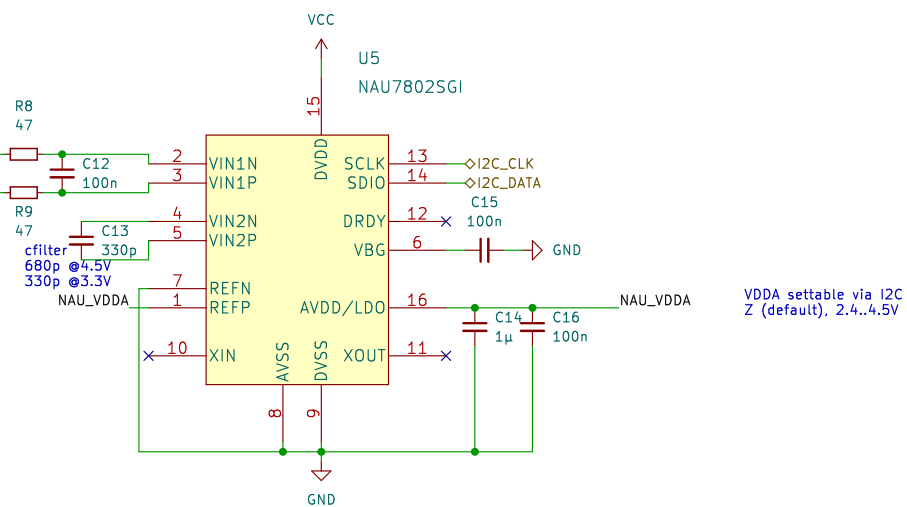 VCC
U5
NAU7802SGI
15
R8
47
DVDD
C12
100n
2
VIN1N
SCLK
13
I2C_CLK
3
VIN1P
SDIO
14
I2C_DATA
R9
47
C15
100n
4
VIN2N
DRDY
12
C13
330p
5
VIN2P
VBG
6
GND
cfilter
680p @4.5V
330p @3.3V
7
REFN
NAU_VDDA
1
REFP
AVDD/LDO
16
NAU_VDDA
VDDA settable via I2C
Z (default), 2.4..4.5V
C14
1µ
C16
100n
10
XIN
AVSS
DVSS
XOUT
11
8
9
GND